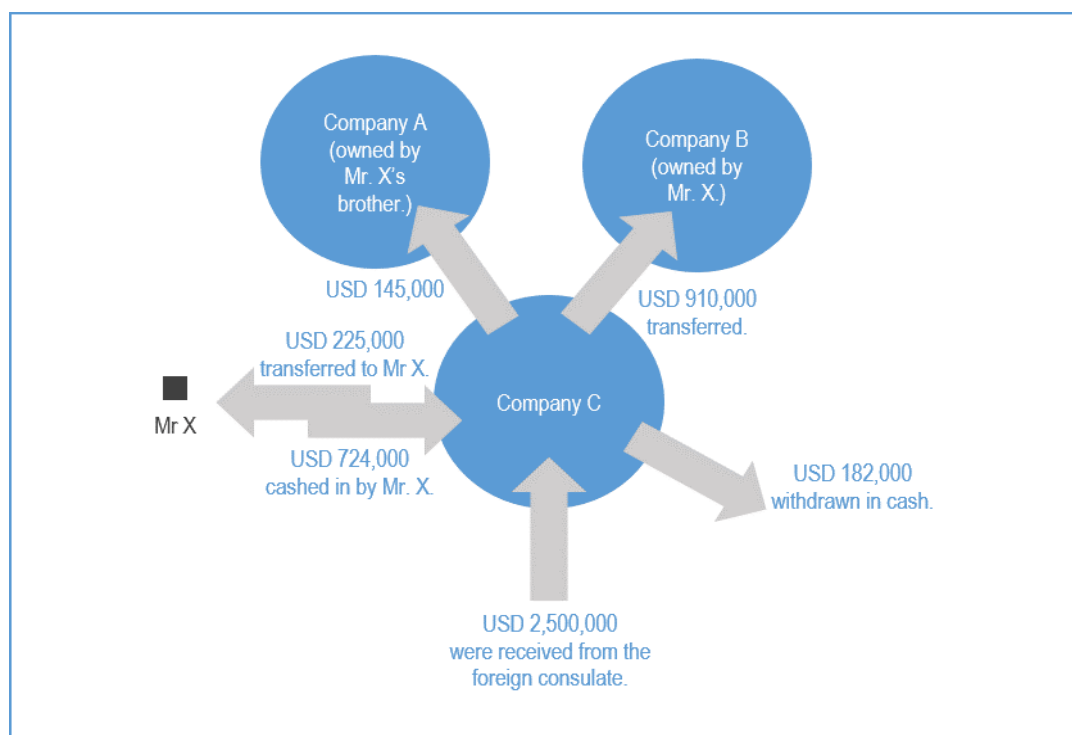 Company A
(owned by
Mr. X's
brother.)
Company B
(owned by
Mr. X.)
USD 145,000
USD 910,000
transferred.
USD 225,000
transferred to Mr X.
Mr X
Company C
USD 724,000
cashed in by Mr. X.
USD 182,000
withdrawn in cash.
USD 2,500,000
were received from the
foreign consulate.